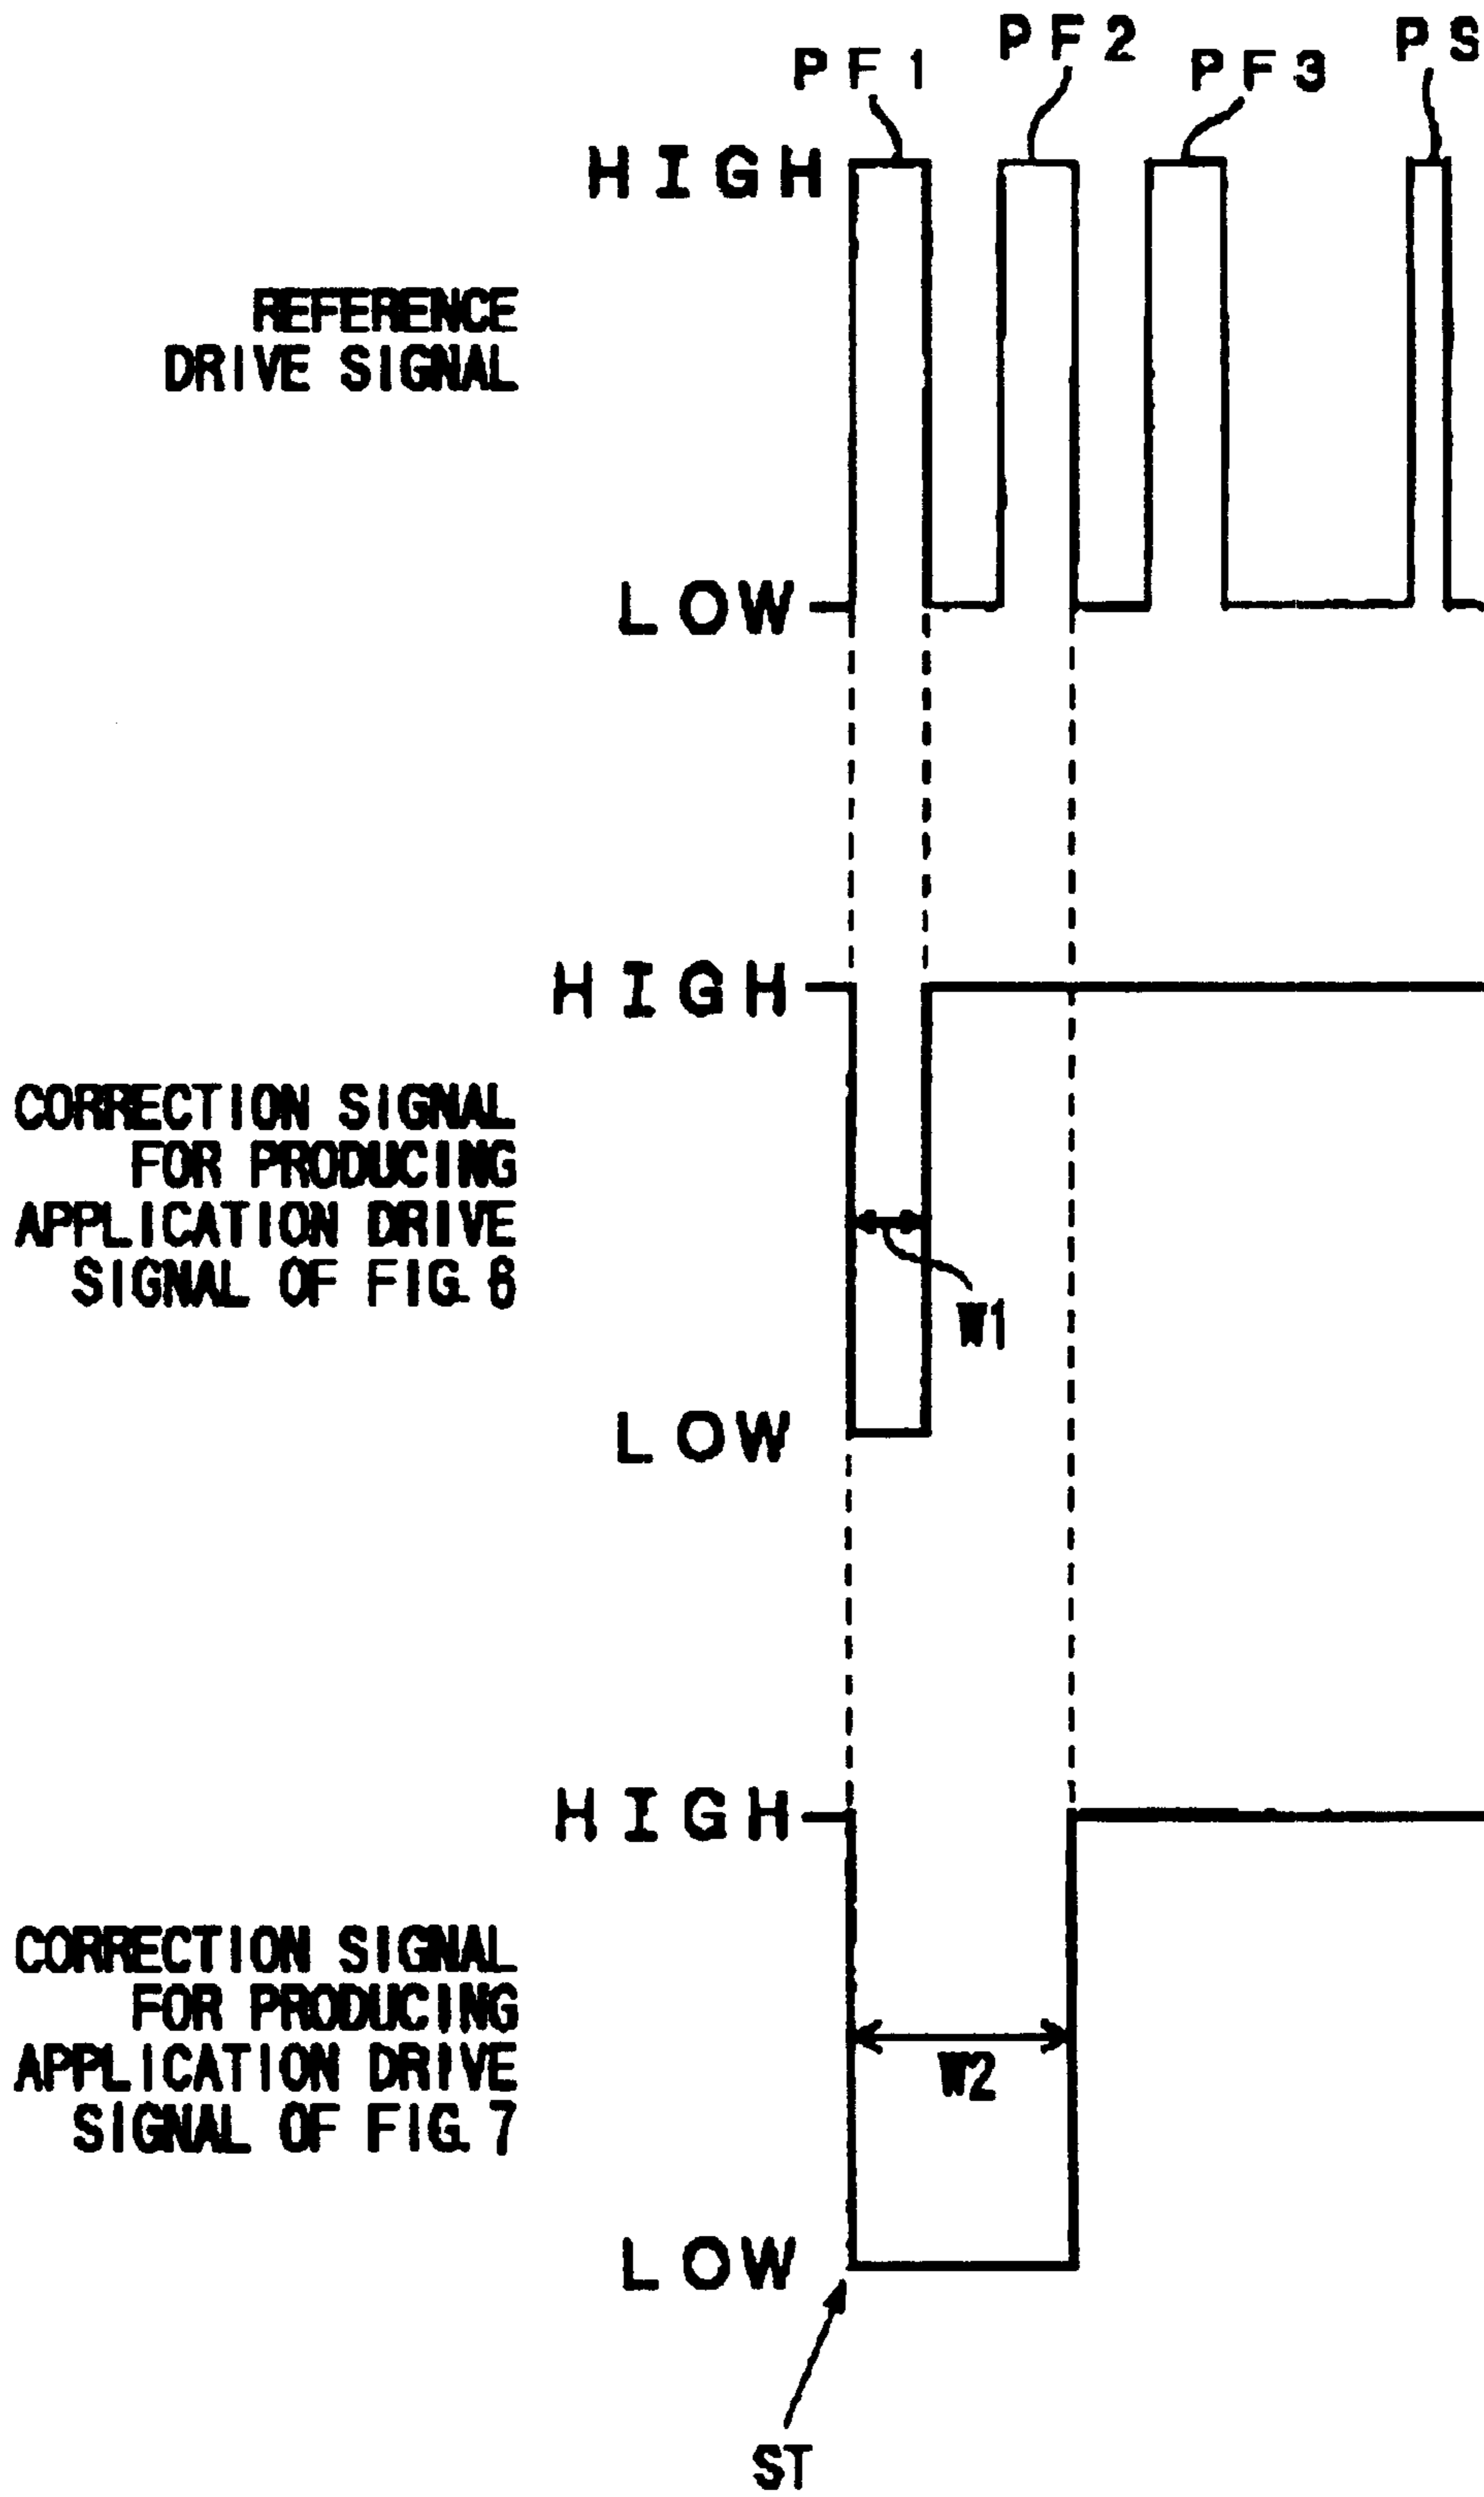 PF1 PF2 PF3 PS
HIGH
REFERENCE
DRIVE SIGNAL
LOW
HIGH
CORRECTION SIGNAL
FOR PRODUCING
APPLICATION DRIVE
SIGNAL OF FIG. 6
W1
LOW
HIGH
CORRECTION SIGNAL
FOR PRODUCING
APPLICATION DRIVE
SIGNAL OF FIG. 7
W2
LOW
ST